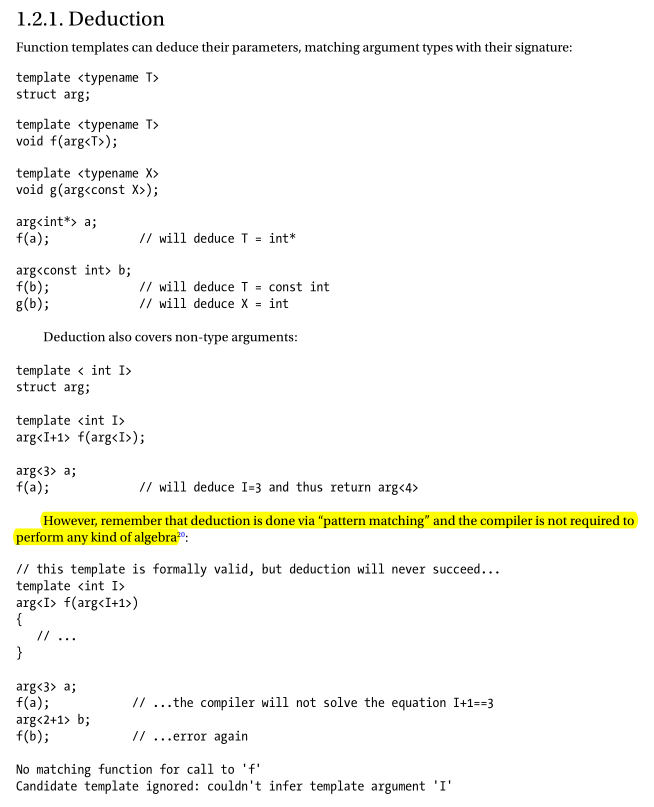 1.2.1. Deduction
Function templates can deduce their parameters, matching argument types with their signature:
template <typename T>
struct arg;
template <typename T>
void f(arg<T>);
template <typename X>
void g(arg<const X>);
arg<int*> a;
f(a);            // will deduce T = int*
arg<const int> b;
f(b);            // will deduce T = const int
g(b);            // will deduce X = int
Deduction also covers non-type arguments:
template < int I>
struct arg;
template <int I>
arg<I+1> f(arg<I>);
arg<3> a;
f(a);            // will deduce I=3 and thus return arg<4>
However, remember that deduction is done via “pattern matching” and the compiler is not required to
perform any kind of algebra20:
// this template is formally valid, but deduction will never succeed...
template <int I>
arg<I> f(arg<I+1>)
{
   // ...
}
arg<3> a;
f(a);           // ...the compiler will not solve the equation I+1==3
arg<2+1> b;
f(b);           // ...error again
No matching function for call to 'f'
Candidate template ignored: couldn't infer template argument 'I'